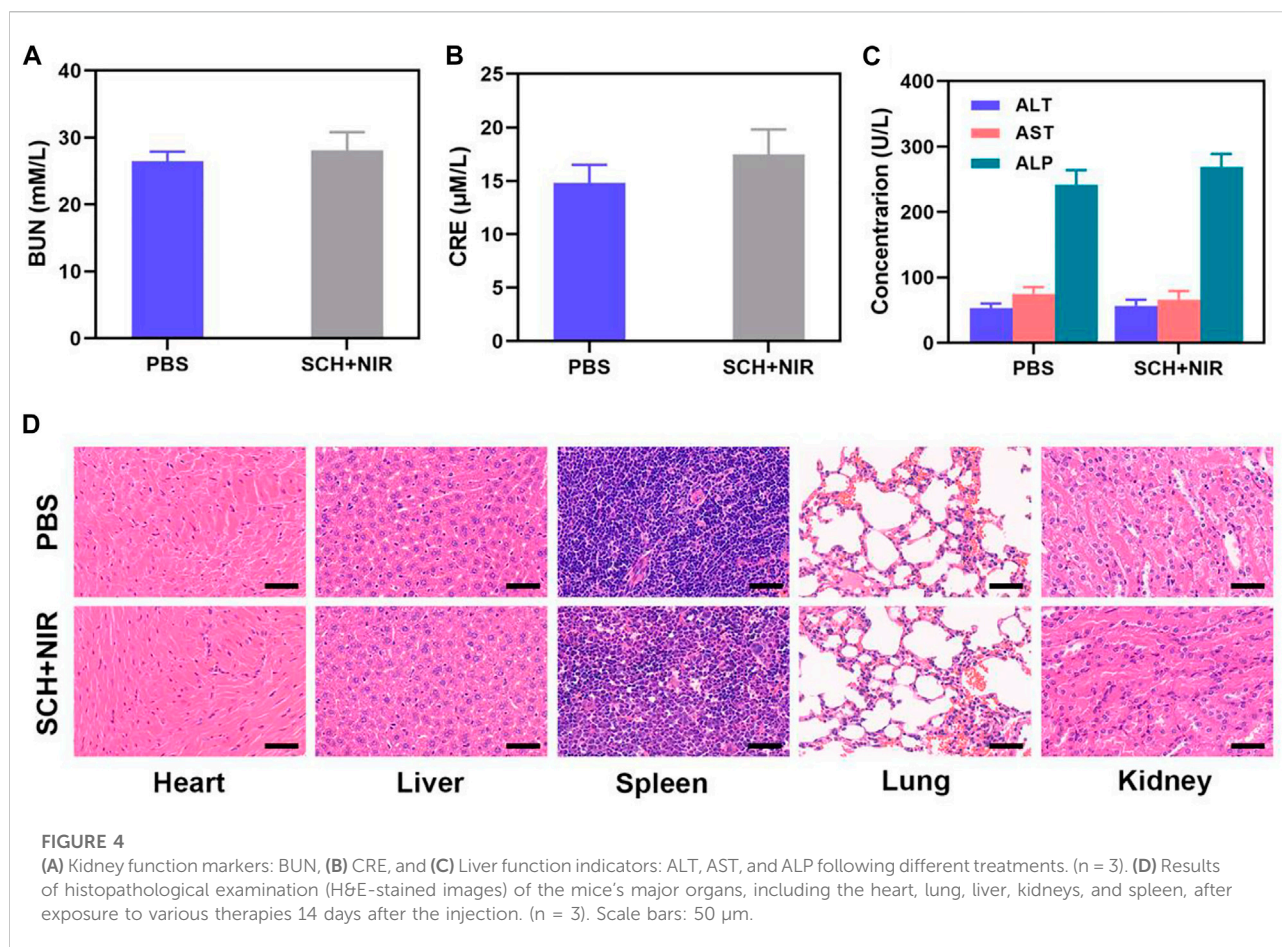 A
BUN (mM/L)
40
30
20
10
0
PBS
SCH+NIR
B
CRE (µM/L)
25
20
15
10
5
0
PBS
SCH+NIR
C
Concentrarion (U/L)
400
300
200
100
0
ALT
AST
ALP
PBS
SCH+NIR
D
PBS
SCH+NIR
Heart
Liver
Spleen
Lung
Kidney
FIGURE 4
(A) Kidney function markers: BUN, (B) CRE, and (C) Liver function indicators: ALT, AST, and ALP following different treatments. (n = 3). (D) Results
of histopathological examination (H&E-stained images) of the mice's major organs, including the heart, lung, liver, kidneys, and spleen, after
exposure to various therapies 14 days after the injection. (n = 3). Scale bars: 50 µm.